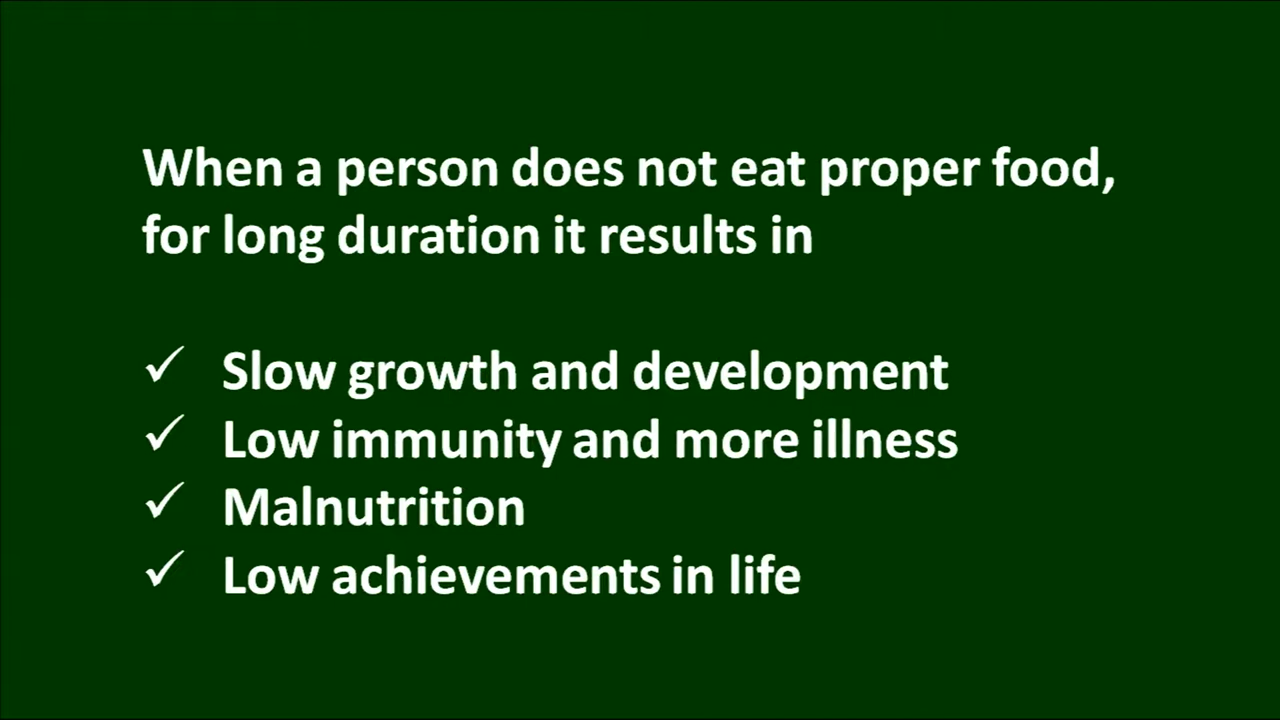 When a person does not eat proper food,
for long duration it results in
✓ Slow growth and development
✓ Low immunity and more illness
✓ Malnutrition
✓ Low achievements in life